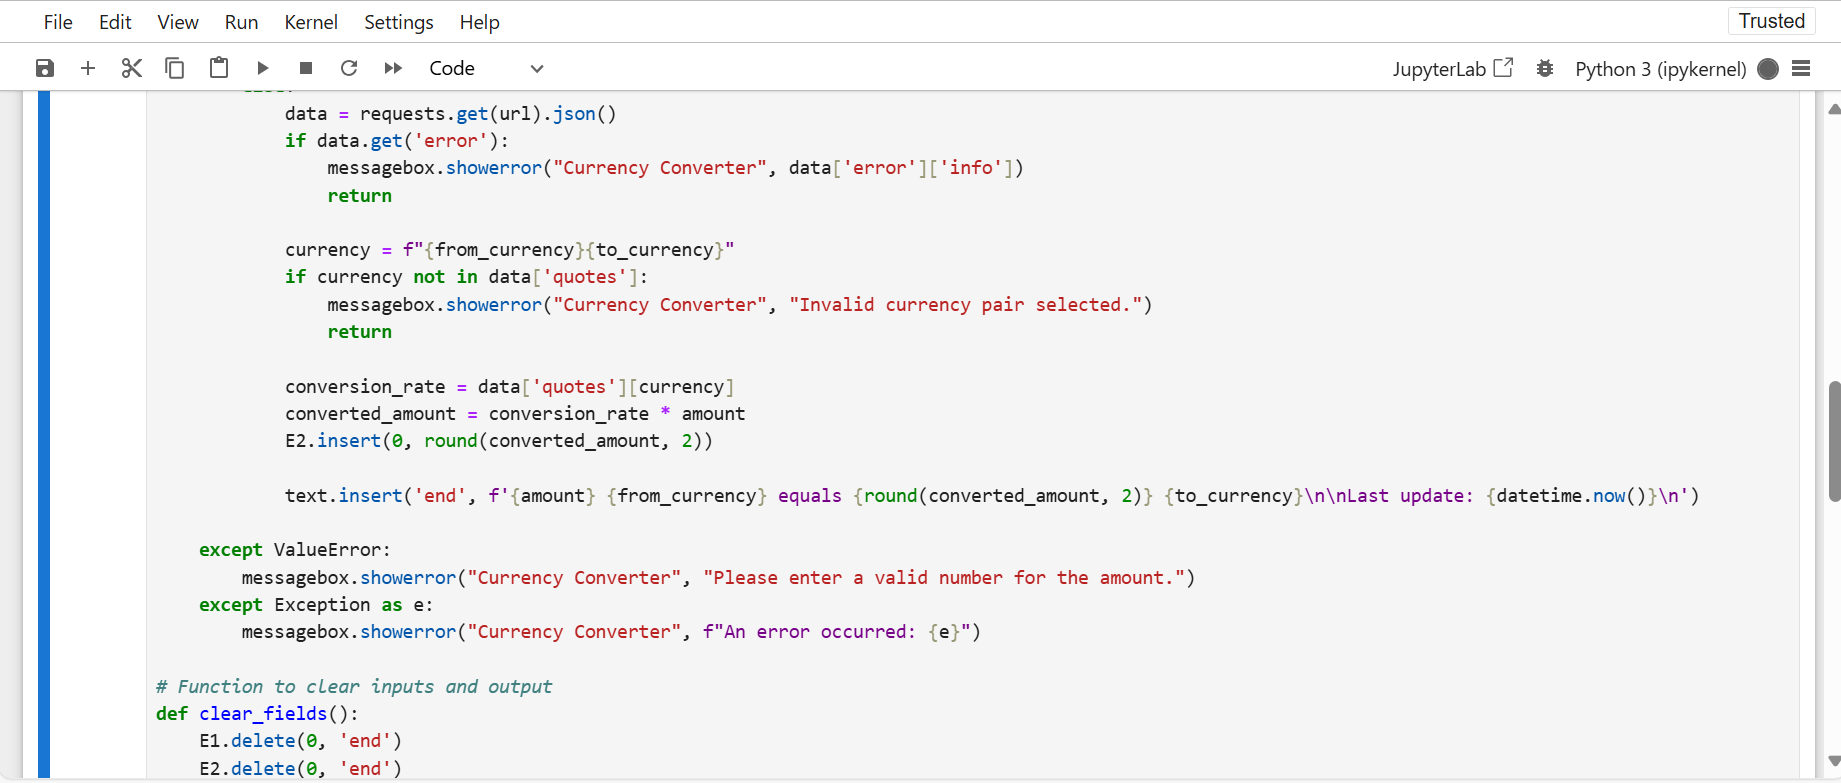 File Edit View Run Kernel Settings Help Trusted
Code JupyterLab Python 3 (ipykernel)
data = requests.get(url).json()
if data.get('error'):
messagebox.showerror("Currency Converter", data['error']['info'])
return
currency = f"{from_currency}{to_currency}"
if currency not in data['quotes']:
messagebox.showerror("Currency Converter", "Invalid currency pair selected.")
return
conversion_rate = data['quotes'][currency]
converted_amount = conversion_rate * amount
E2.insert(0, round(converted_amount, 2))
text.insert('end', f'{amount} {from_currency} equals {round(converted_amount, 2)} {to_currency}\n\nLast update: {datetime.now()}\n')
except ValueError:
messagebox.showerror("Currency Converter", "Please enter a valid number for the amount.")
except Exception as e:
messagebox.showerror("Currency Converter", f"An error occurred: {e}")
# Function to clear inputs and output
def clear_fields():
E1.delete(0, 'end')
E2.delete(0, 'end')